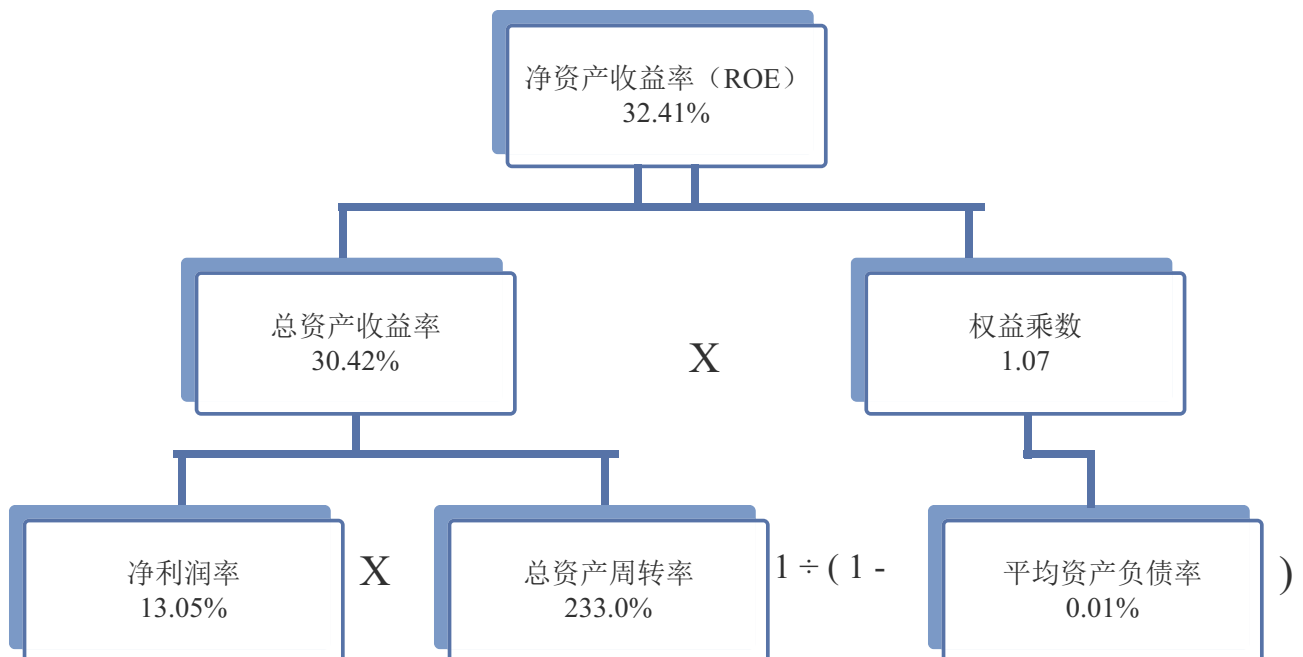 净资产收益率（ROE）
32.41%
总资产收益率
30.42%
X
权益乘数
1.07
净利润率
13.05%
X
总资产周转率
233.0%
1 ÷ ( 1 -
平均资产负债率
0.01%
)